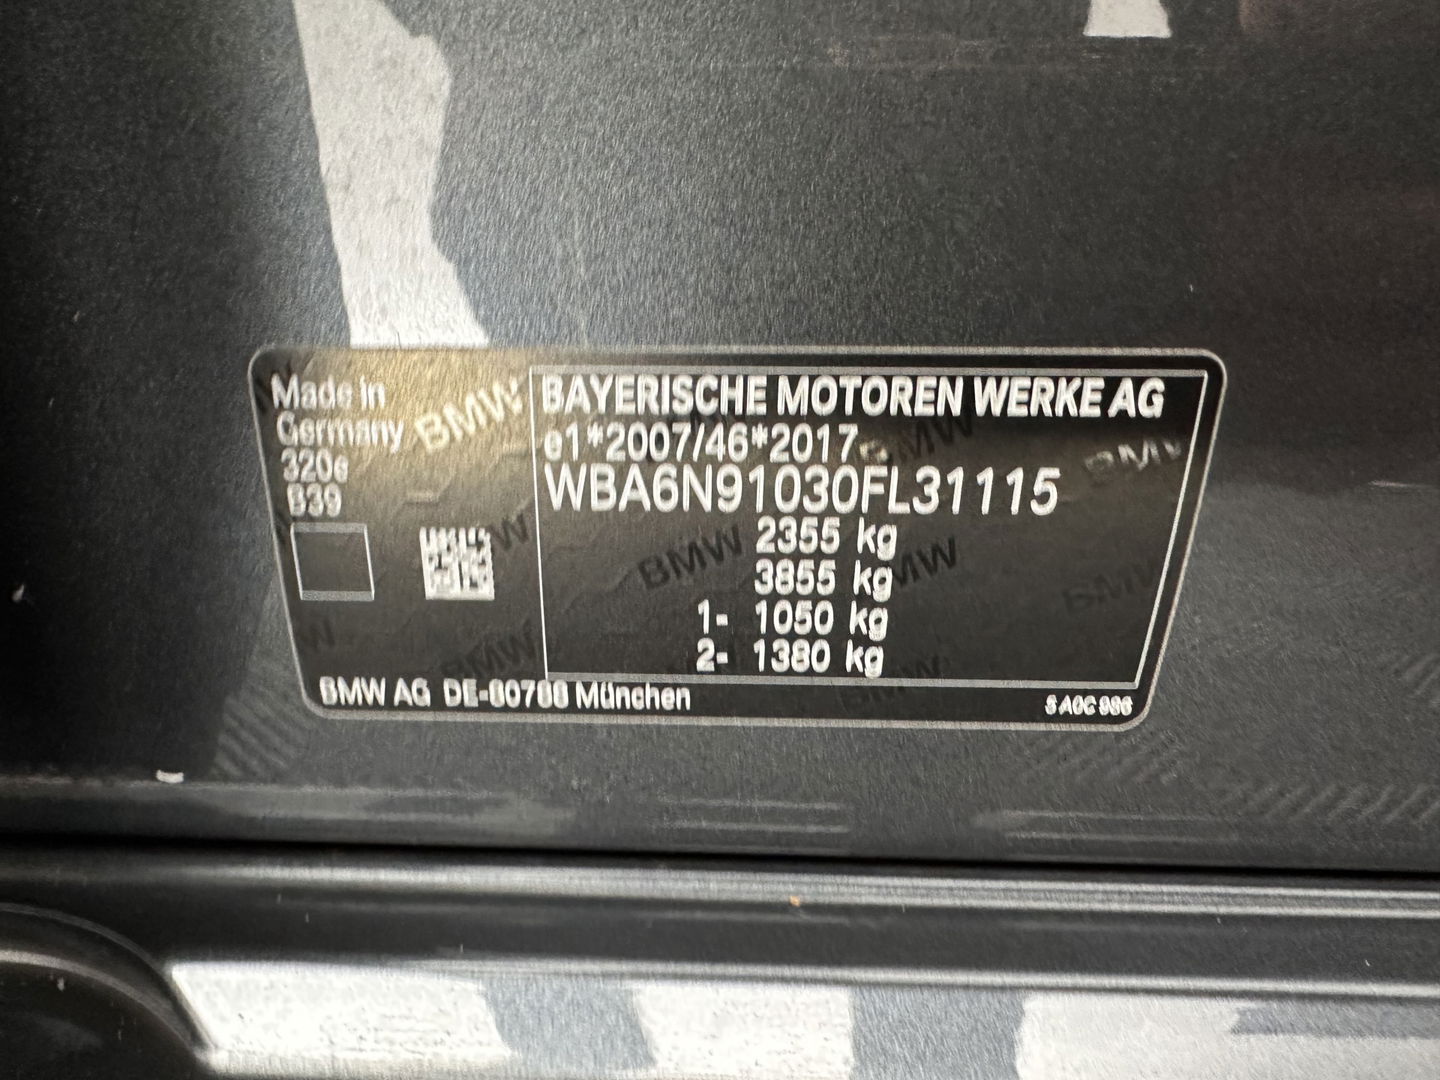 Made in
Germany
320e
B39
BMW
BAYERISCHE MOTOREN WERKE AG
e1*2007/46*2017
WBA6N91030FL31115
2355 kg
3855 kg
1- 1050 kg
2- 1380 kg
BMW AG DE-80788 München
5 A0C 986